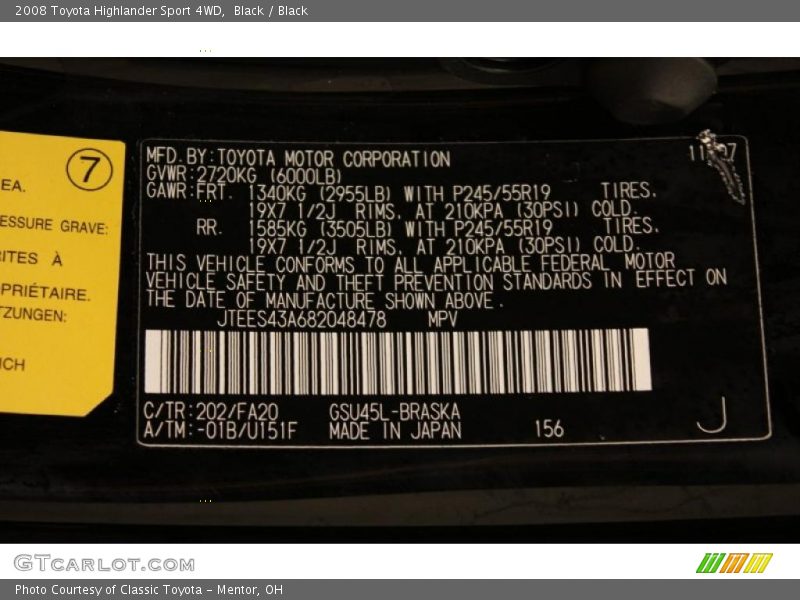 2008 Toyota Highlander Sport 4WD,  Black / Black
7
EA.
ESSURE GRAVE:
RITES À
OPRIÉTAIRE.
TZUNGEN:
ICH
MFD. BY: TOYOTA MOTOR CORPORATION
GVWR: 2720KG (6000LB)
GAWR: FRT. 1340KG (2955LB) WITH P245/55R19 TIRES,
19X7 1/2J RIMS, AT 210KPA (30PSI) COLD.
RR. 1585KG (3505LB) WITH P245/55R19 TIRES.
19X7 1/2J RIMS, AT 210KPA (30PSI) COLD.
THIS VEHICLE CONFORMS TO ALL APPLICABLE FEDERAL MOTOR
VEHICLE SAFETY AND THEFT PREVENTION STANDARDS IN EFFECT ON
THE DATE OF MANUFACTURE SHOWN ABOVE.
JTEES43A682048478 MPV
C/TR: 202/FA20 GSU45L-BRASKA
A/TM: -01B/U151F MADE IN JAPAN 156 J
GTCARLOT.COM
Photo Courtesy of Classic Toyota - Mentor, OH